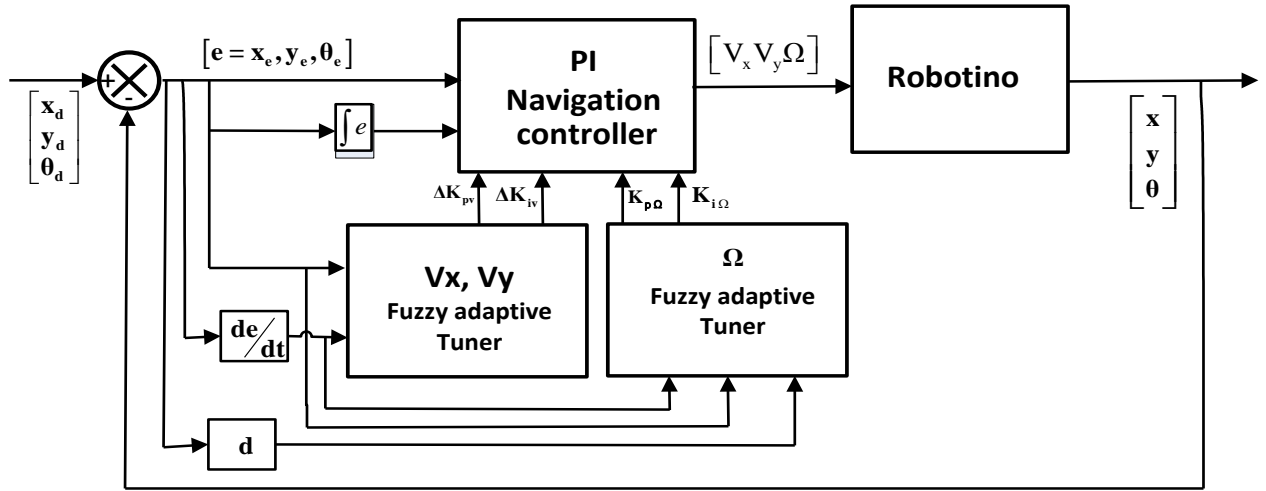 [e = x_e, y_e, θ_e]
+
-
[x_d
y_d
θ_d]
∫ e
PI
Navigation
controller
[V_x V_y Ω]
Robotino
[x
y
θ]
ΔK_pv
ΔK_iv
K_pΩ
K_iΩ
Vx, Vy
Fuzzy adaptive
Tuner
Ω
Fuzzy adaptive
Tuner
de/dt
d